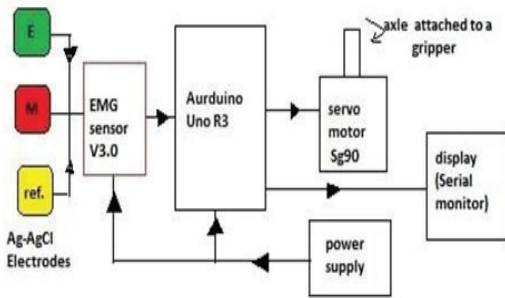 E
M
ref.
Ag-AgCl
Electrodes
EMG
sensor
V3.0
Aurduino
Uno R3
axle attached to a
gripper
servo
motor
Sg90
display
(Serial
monitor)
power
supply